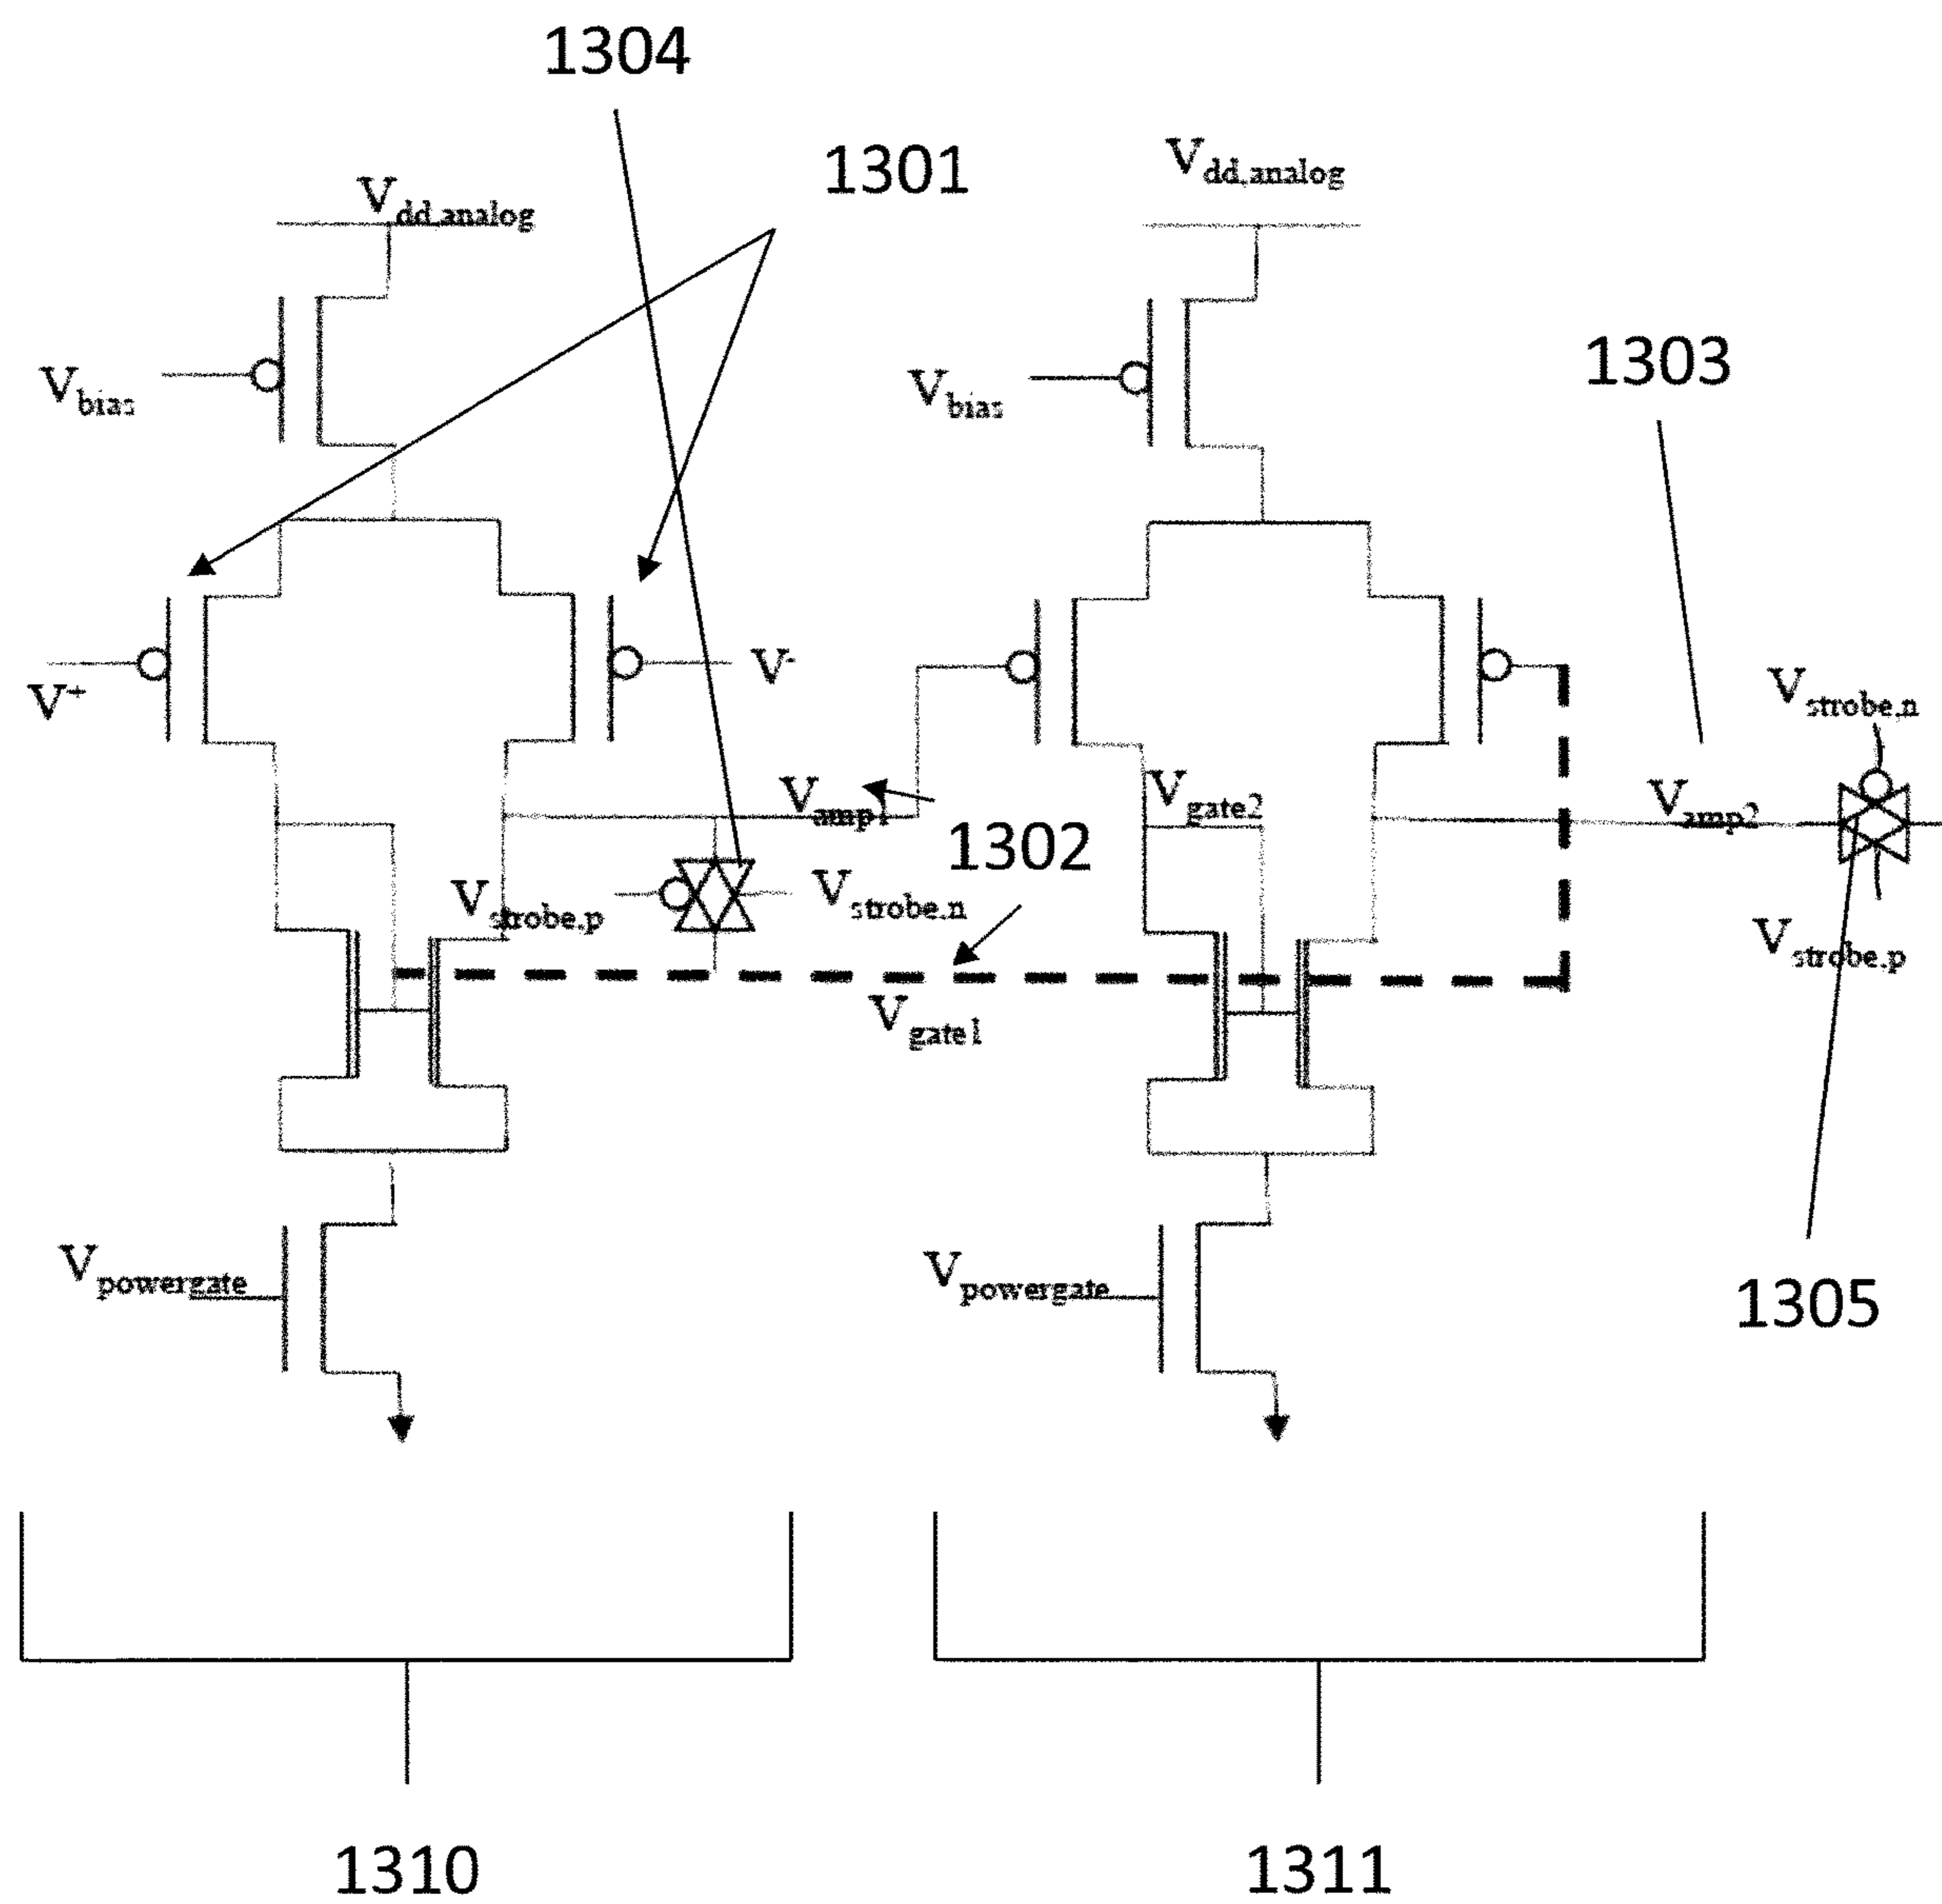 1304
1301
Vdd,analog
Vdd,analog
Vbias
Vbias
1303
V+
V-
Vstrobe,n
Vamp1
Vgate2
Vamp2
1302
Vstrobe,p
Vstrobe,n
Vstrobe,p
Vgate1
Vpowergate
Vpowergate
1305
1310
1311